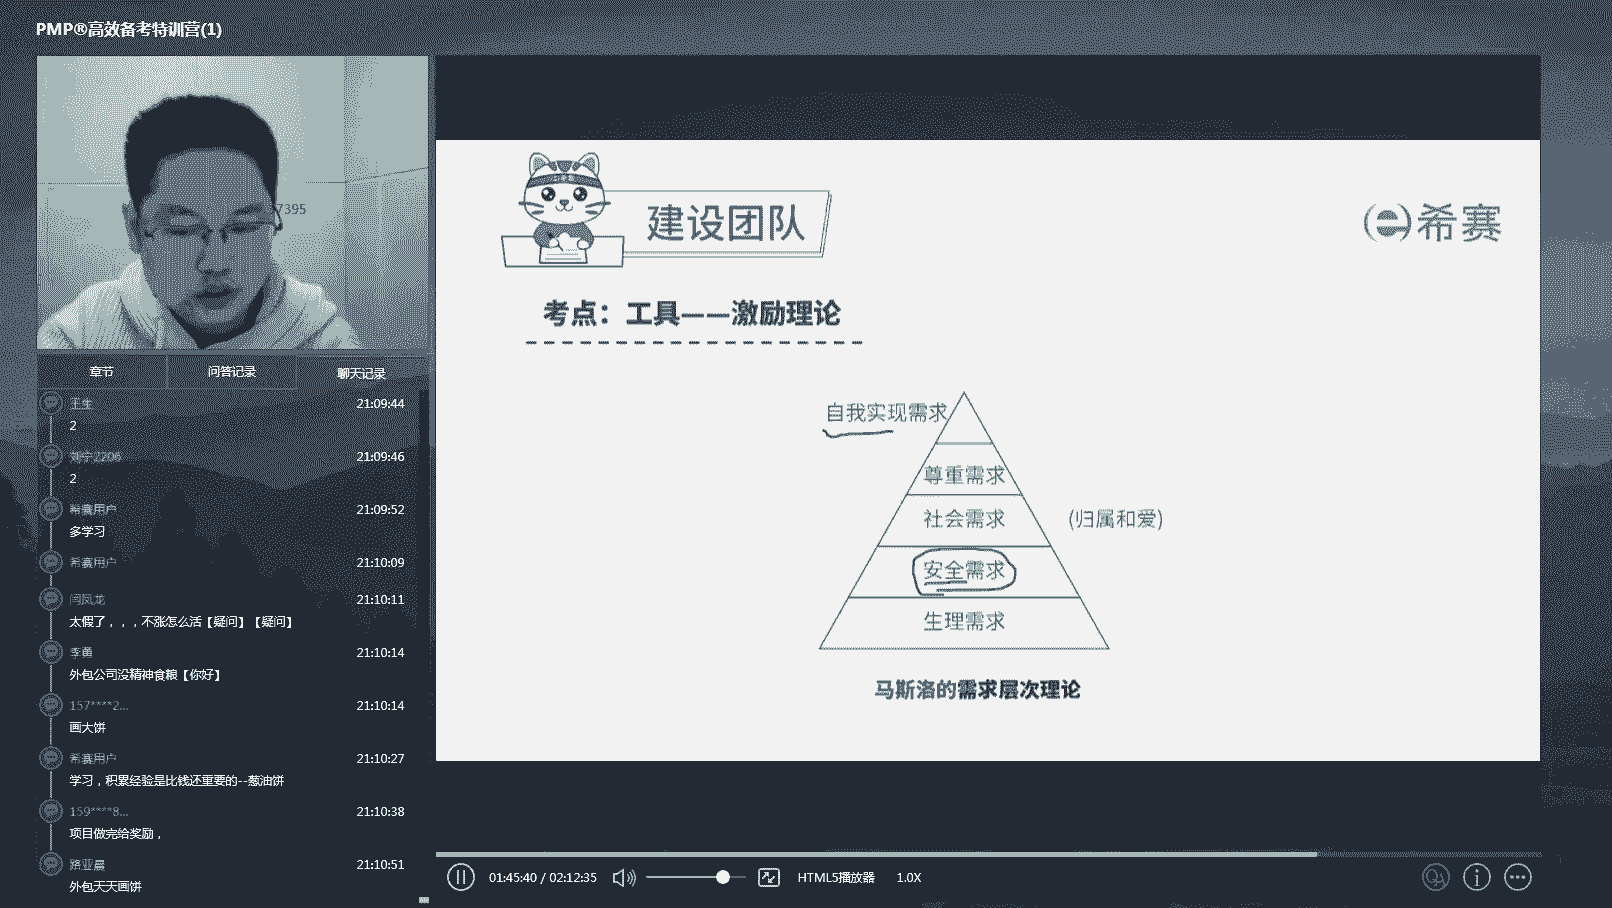 PMP®高效备考特训营(1)
7395
章节
问答记录
聊天记录
王生
21:09:44
2
刘宁2206
21:09:46
2
希赛用户
21:09:52
多学习
希赛用户
21:10:09
闫凤龙
21:10:11
太假了，，，不涨怎么活【疑问】【疑问】
李勇
21:10:14
外包公司没精神食粮【你好】
157****2...
21:10:14
画大饼
希赛用户
21:10:27
学习，积累经验是比钱还重要的--葱油饼
159****8...
21:10:38
项目做完给奖励，
路亚晨
21:10:51
外包天天画饼
建设团队
希赛
考点：工具——激励理论
自我实现需求
尊重需求
社会需求
(归属和爱)
安全需求
生理需求
马斯洛的需求层次理论
01:45:40 / 02:12:35
HTML5播放器
1.0X